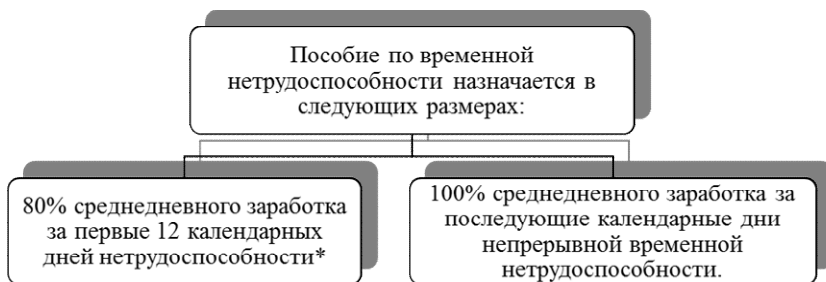 Пособие по временной
нетрудоспособности назначается в
следующих размерах:
80% среднедневного заработка
за первые 12 календарных
дней нетрудоспособности*
100% среднедневного заработка за
последующие календарные дни
непрерывной временной
нетрудоспособности.